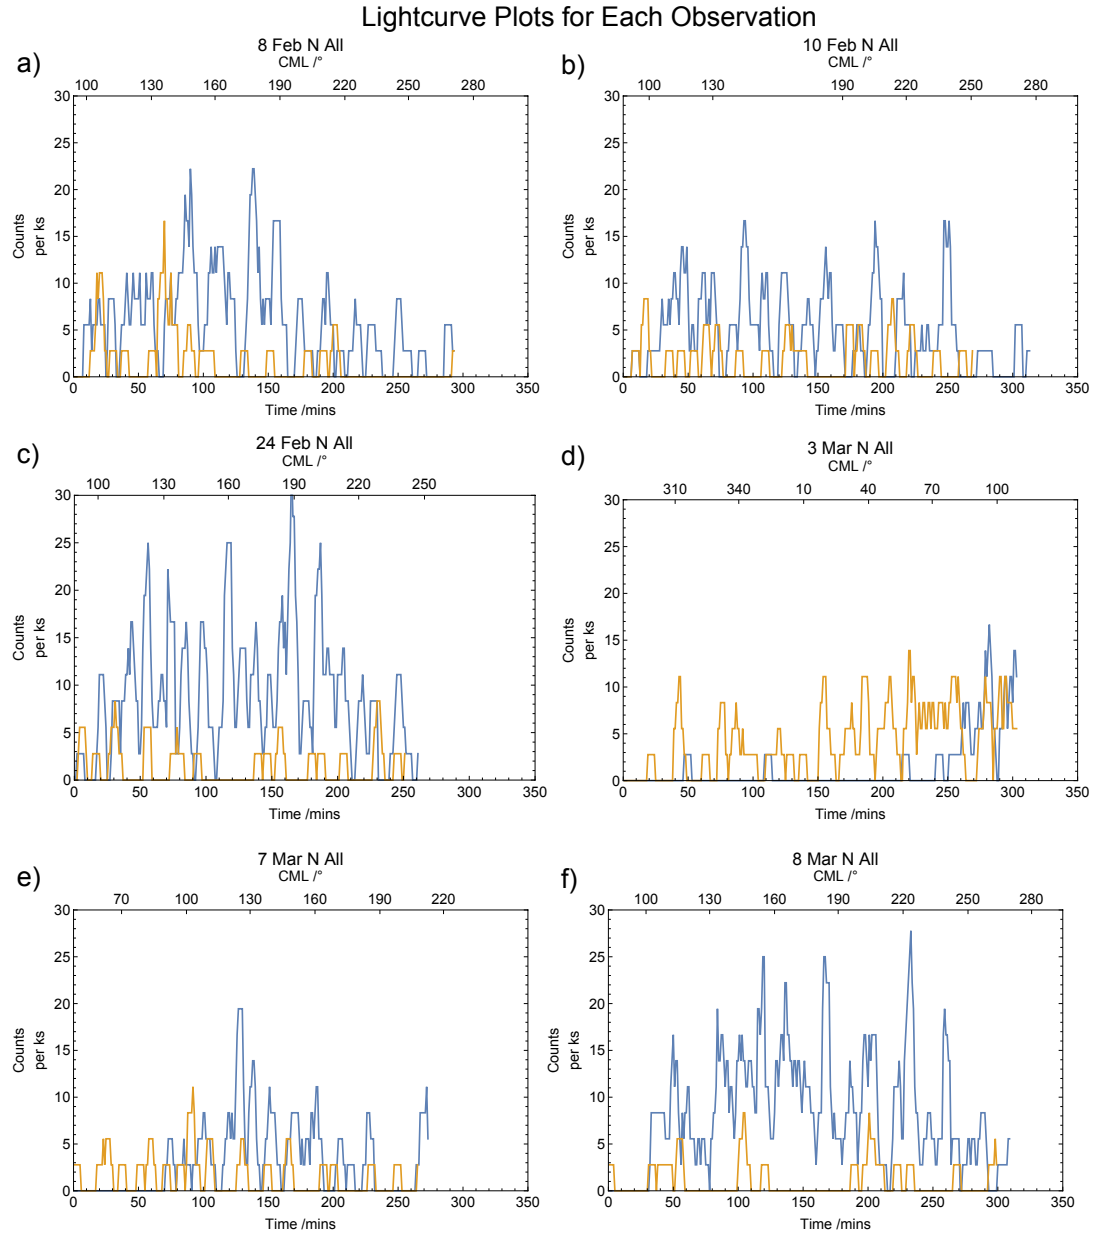 Lightcurve Plots for Each Observation
a)
8 Feb N All
CML /°
100 130 160 190 220 250 280
30
25
20
15
10
5
0
Counts
per ks
0 50 100 150 200 250 300 350
Time /mins
b)
10 Feb N All
CML /°
100 130 190 220 250 280
30
25
20
15
10
5
0
Counts
per ks
0 50 100 150 200 250 300 350
Time /mins
c)
24 Feb N All
CML /°
100 130 160 190 220 250
30
25
20
15
10
5
0
Counts
per ks
0 50 100 150 200 250 300 350
Time /mins
d)
3 Mar N All
CML /°
310 340 10 40 70 100
30
25
20
15
10
5
0
Counts
per ks
0 50 100 150 200 250 300 350
Time /mins
e)
7 Mar N All
CML /°
70 100 130 160 190 220
30
25
20
15
10
5
0
Counts
per ks
0 50 100 150 200 250 300 350
Time /mins
f)
8 Mar N All
CML /°
100 130 160 190 220 250 280
30
25
20
15
10
5
0
Counts
per ks
0 50 100 150 200 250 300 350
Time /mins